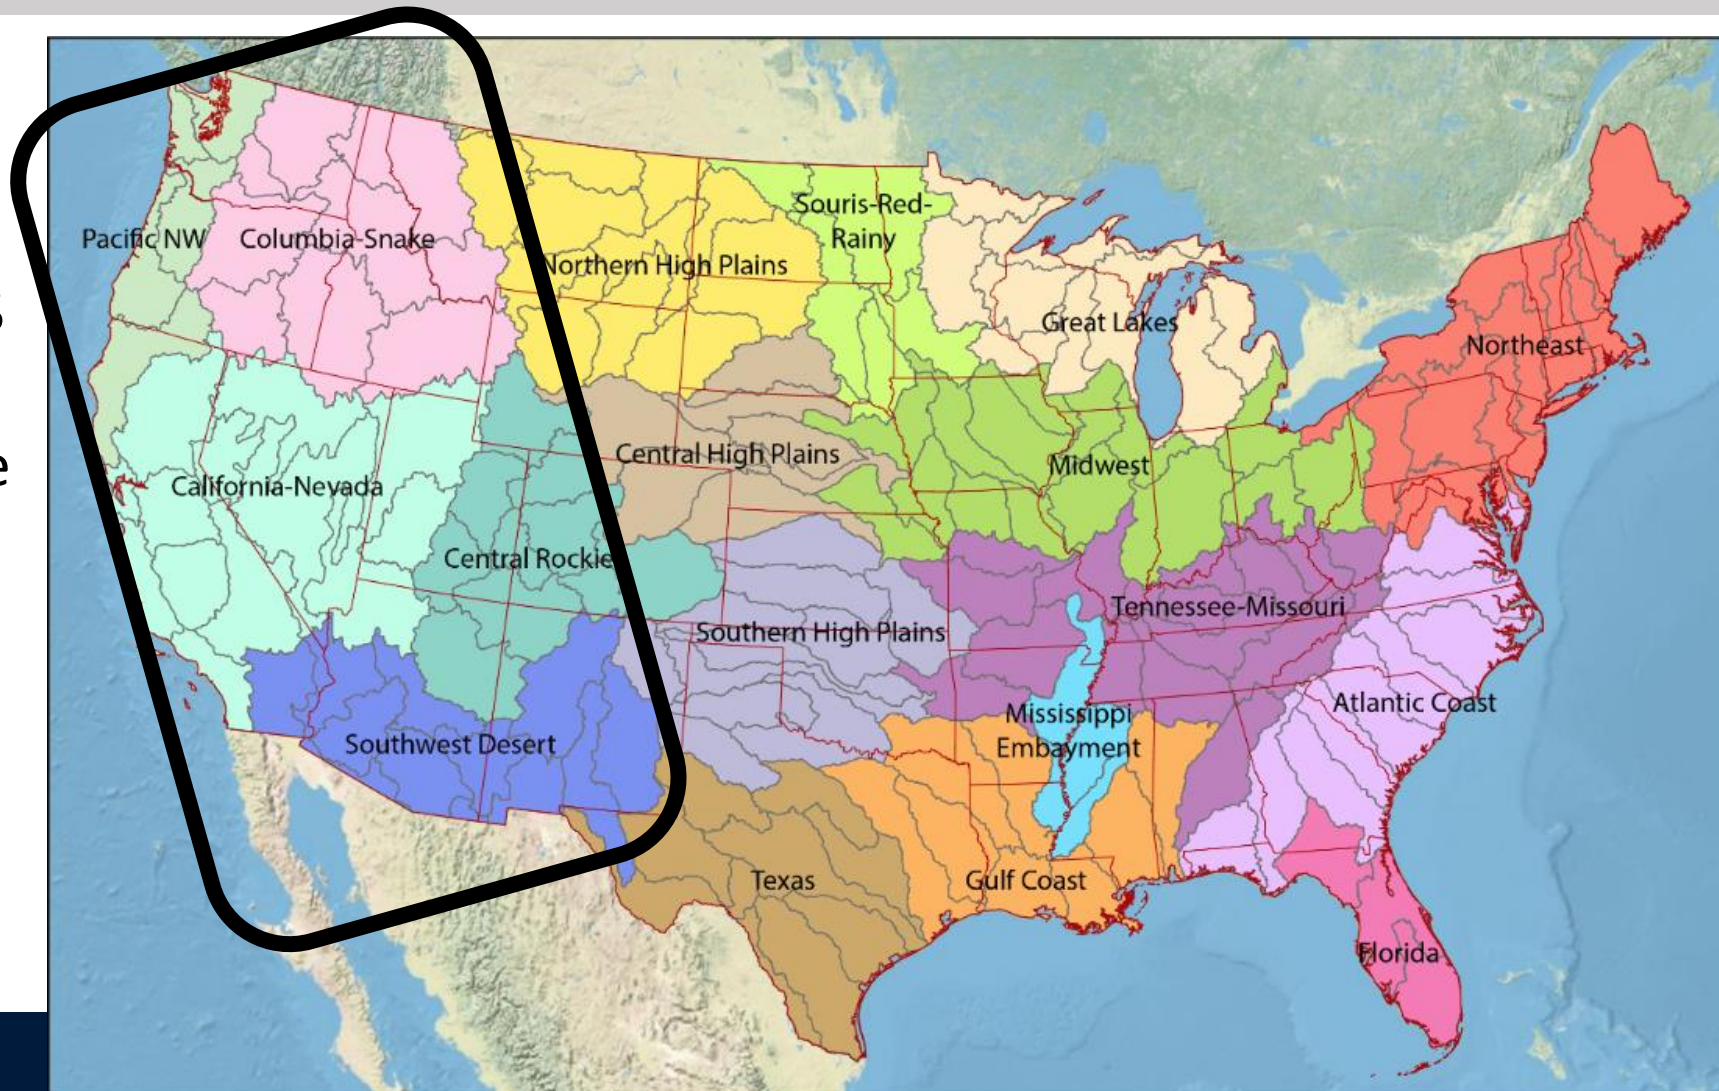 Souris-Red-
Rainy
Pacific NW
Columbia-Snake
Northern High Plains
s
Great Lakes
Northeast
Central High Plains
Midwest
e
California-Nevada
Central Rockie
Tennessee-Missouri
Southern High Plains
Atlantic Coast
Mississippi
Embayment
Southwest Desert
Texas
Gulf Coast
Florida